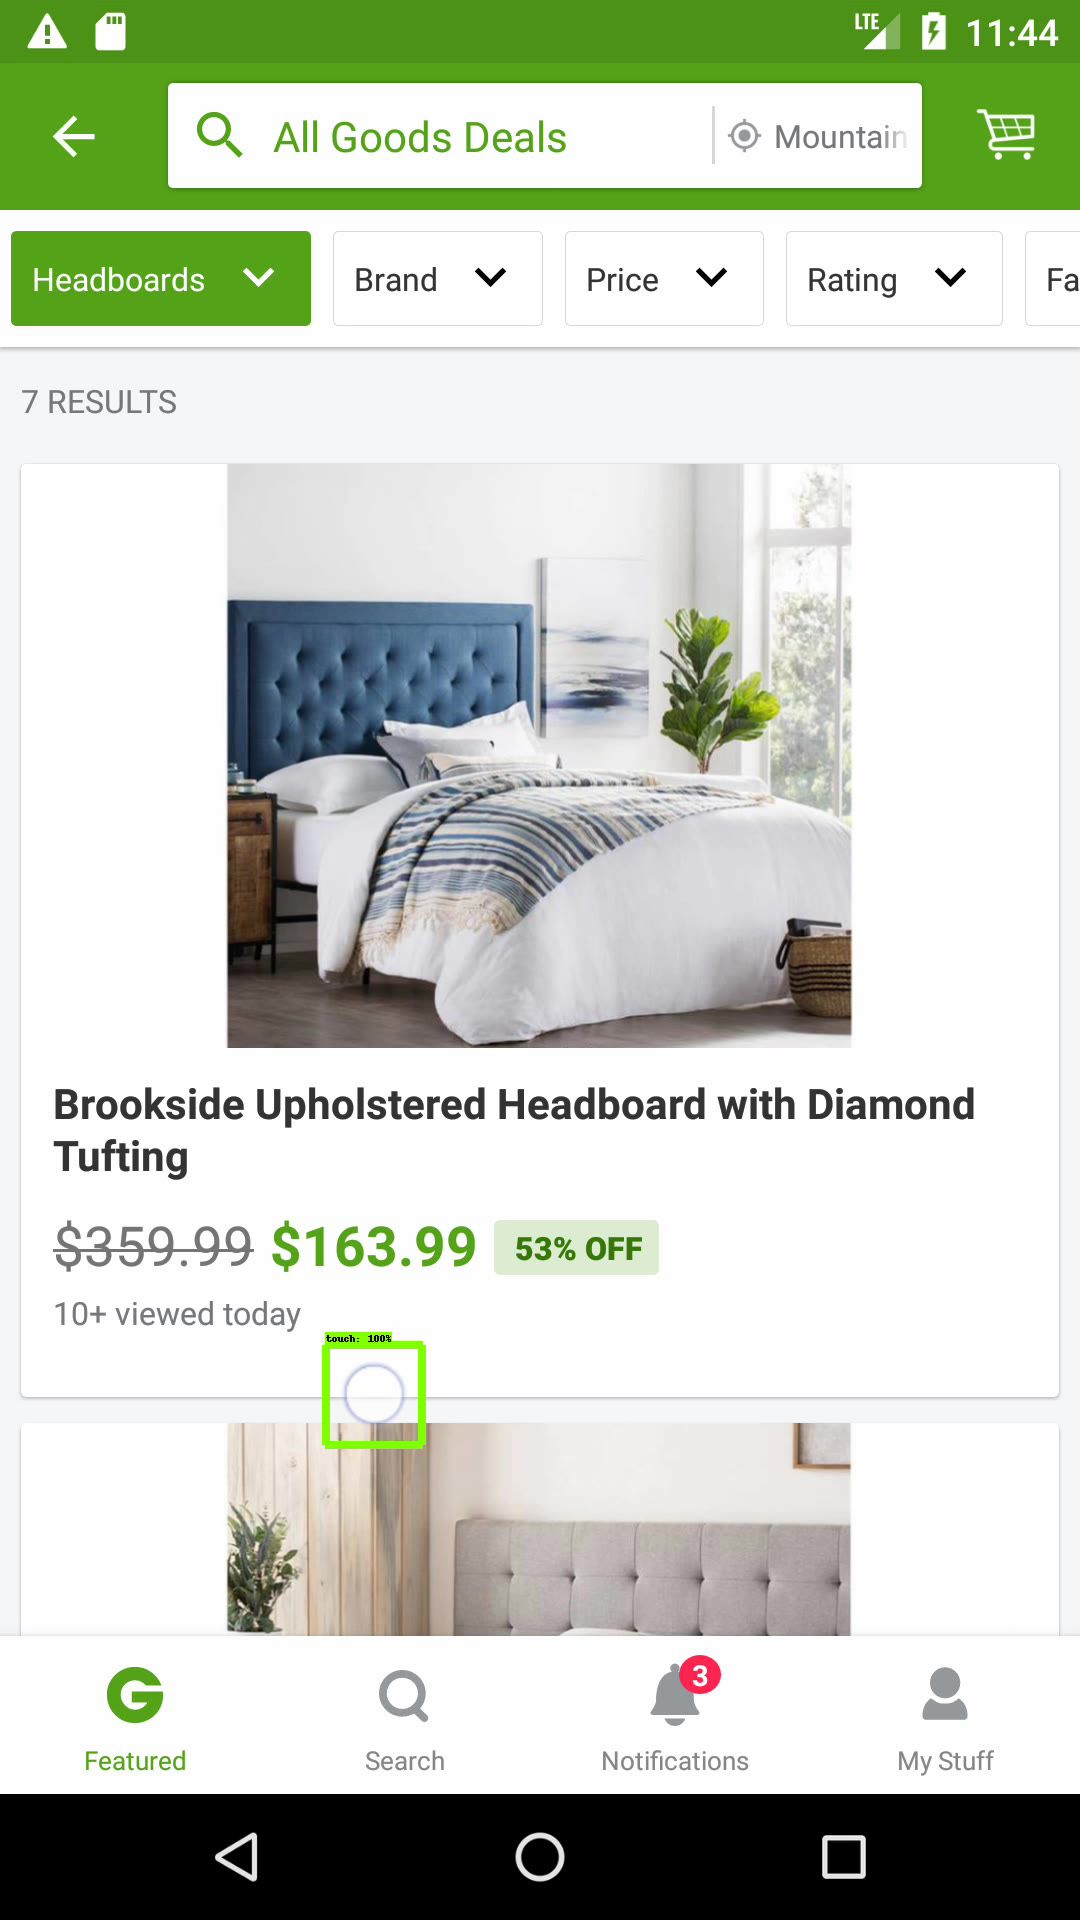 LTE 11:44
All Goods Deals Mountain
Headboards Brand Price Rating Fa
7 RESULTS
Brookside Upholstered Headboard with Diamond
Tufting
$359.99 $163.99 53% OFF
10+ viewed today
touch: 100%
3
Featured Search Notifications My Stuff